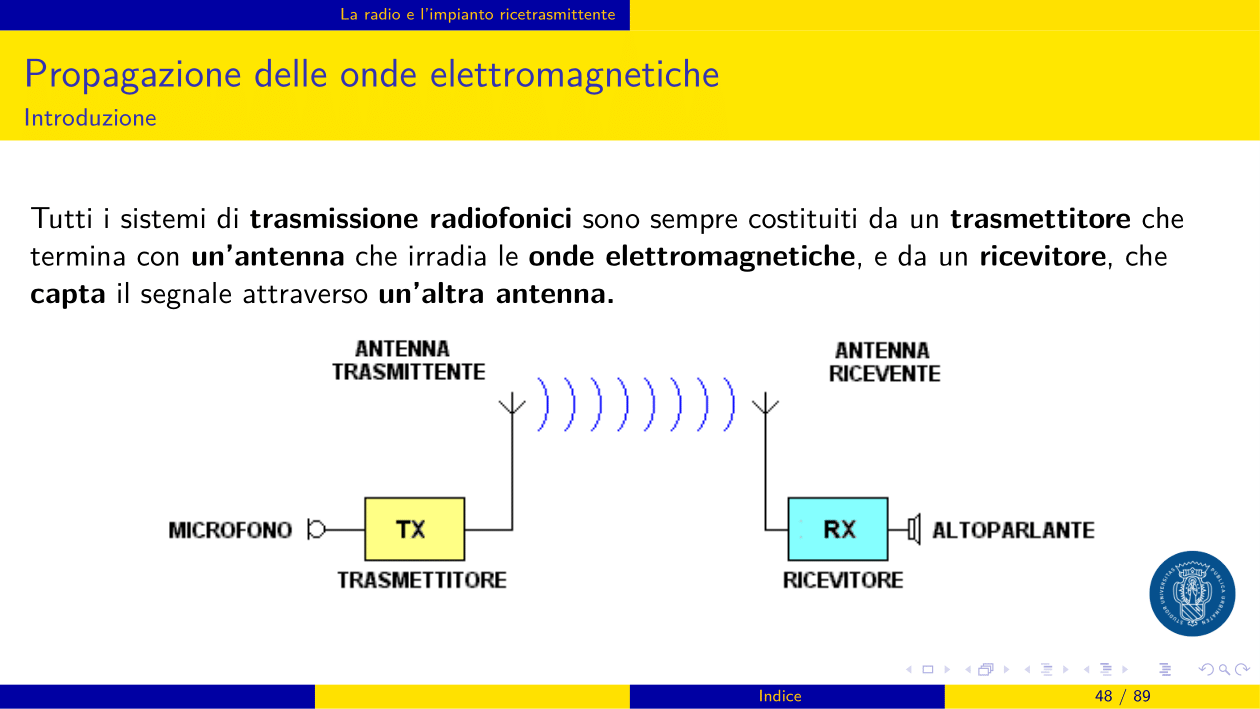 La radio e l'impianto ricetrasmittente
Propagazione delle onde elettromagnetiche
Introduzione
Tutti i sistemi di trasmissione radiofonici sono sempre costituiti da un trasmettitore che
termina con un'antenna che irradia le onde elettromagnetiche, e da un ricevitore, che
capta il segnale attraverso un'altra antenna.
ANTENNA
TRASMITTENTE
ANTENNA
RICEVENTE
MICROFONO
TX
TRASMETTITORE
RX
RICEVITORE
ALTOPARLANTE
Indice
48 / 89